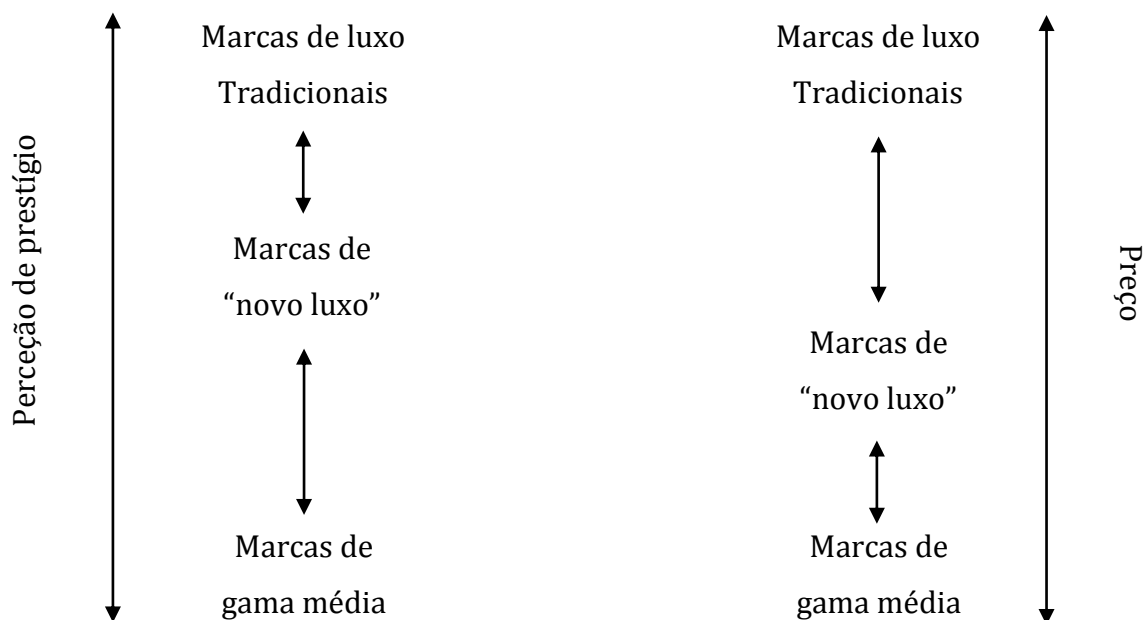 Perceção de prestígio
Marcas de luxo
Tradicionais
Marcas de
“novo luxo”
Marcas de
gama média
Marcas de luxo
Tradicionais
Marcas de
“novo luxo”
Marcas de
gama média
Preço